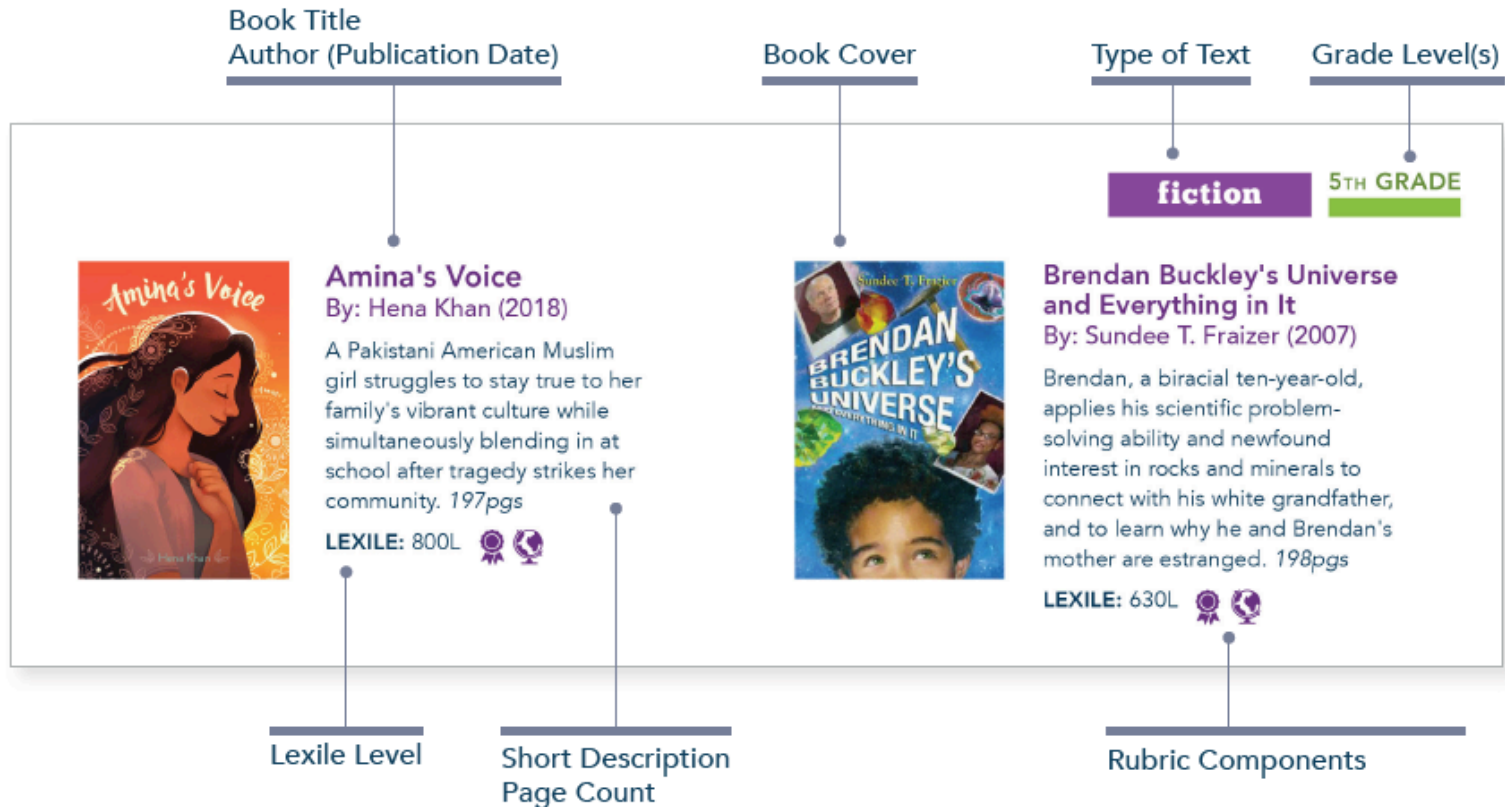 Book Title
Author (Publication Date)
Book Cover
Type of Text
Grade Level(s)
fiction
5TH GRADE
Amina's Voice
Hena Khan
Amina's Voice
By: Hena Khan (2018)
A Pakistani American Muslim
girl struggles to stay true to her
family's vibrant culture while
simultaneously blending in at
school after tragedy strikes her
community. 197pgs
LEXILE: 800L
Sundee T. Frazier
BRENDAN
BUCKLEY'S
UNIVERSE
AND EVERYTHING IN IT
Brendan Buckley's Universe
and Everything in It
By: Sundee T. Fraizer (2007)
Brendan, a biracial ten-year-old,
applies his scientific problem-
solving ability and newfound
interest in rocks and minerals to
connect with his white grandfather,
and to learn why he and Brendan's
mother are estranged. 198pgs
LEXILE: 630L
Lexile Level
Short Description
Page Count
Rubric Components